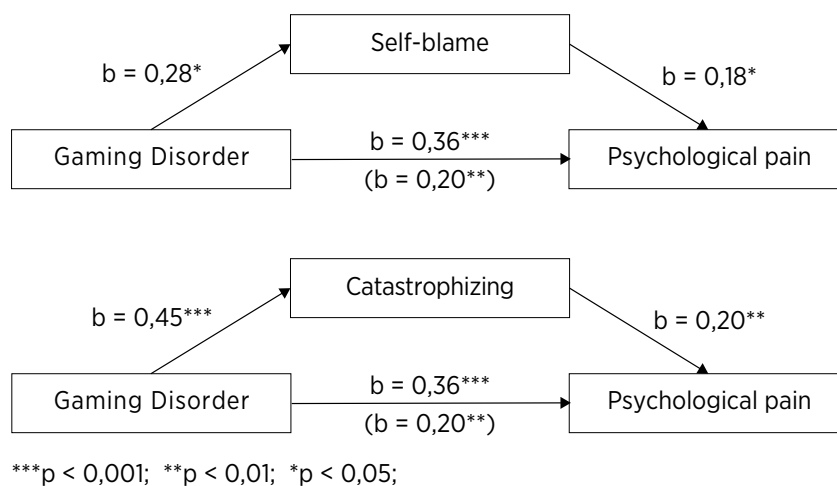 Self-blame
b = 0,28*
b = 0,18*
Gaming Disorder
b = 0,36***
Psychological pain
(b = 0,20**)
Catastrophizing
b = 0,45***
b = 0,20**
Gaming Disorder
b = 0,36***
Psychological pain
(b = 0,20**)
***p < 0,001; **p < 0,01; *p < 0,05;